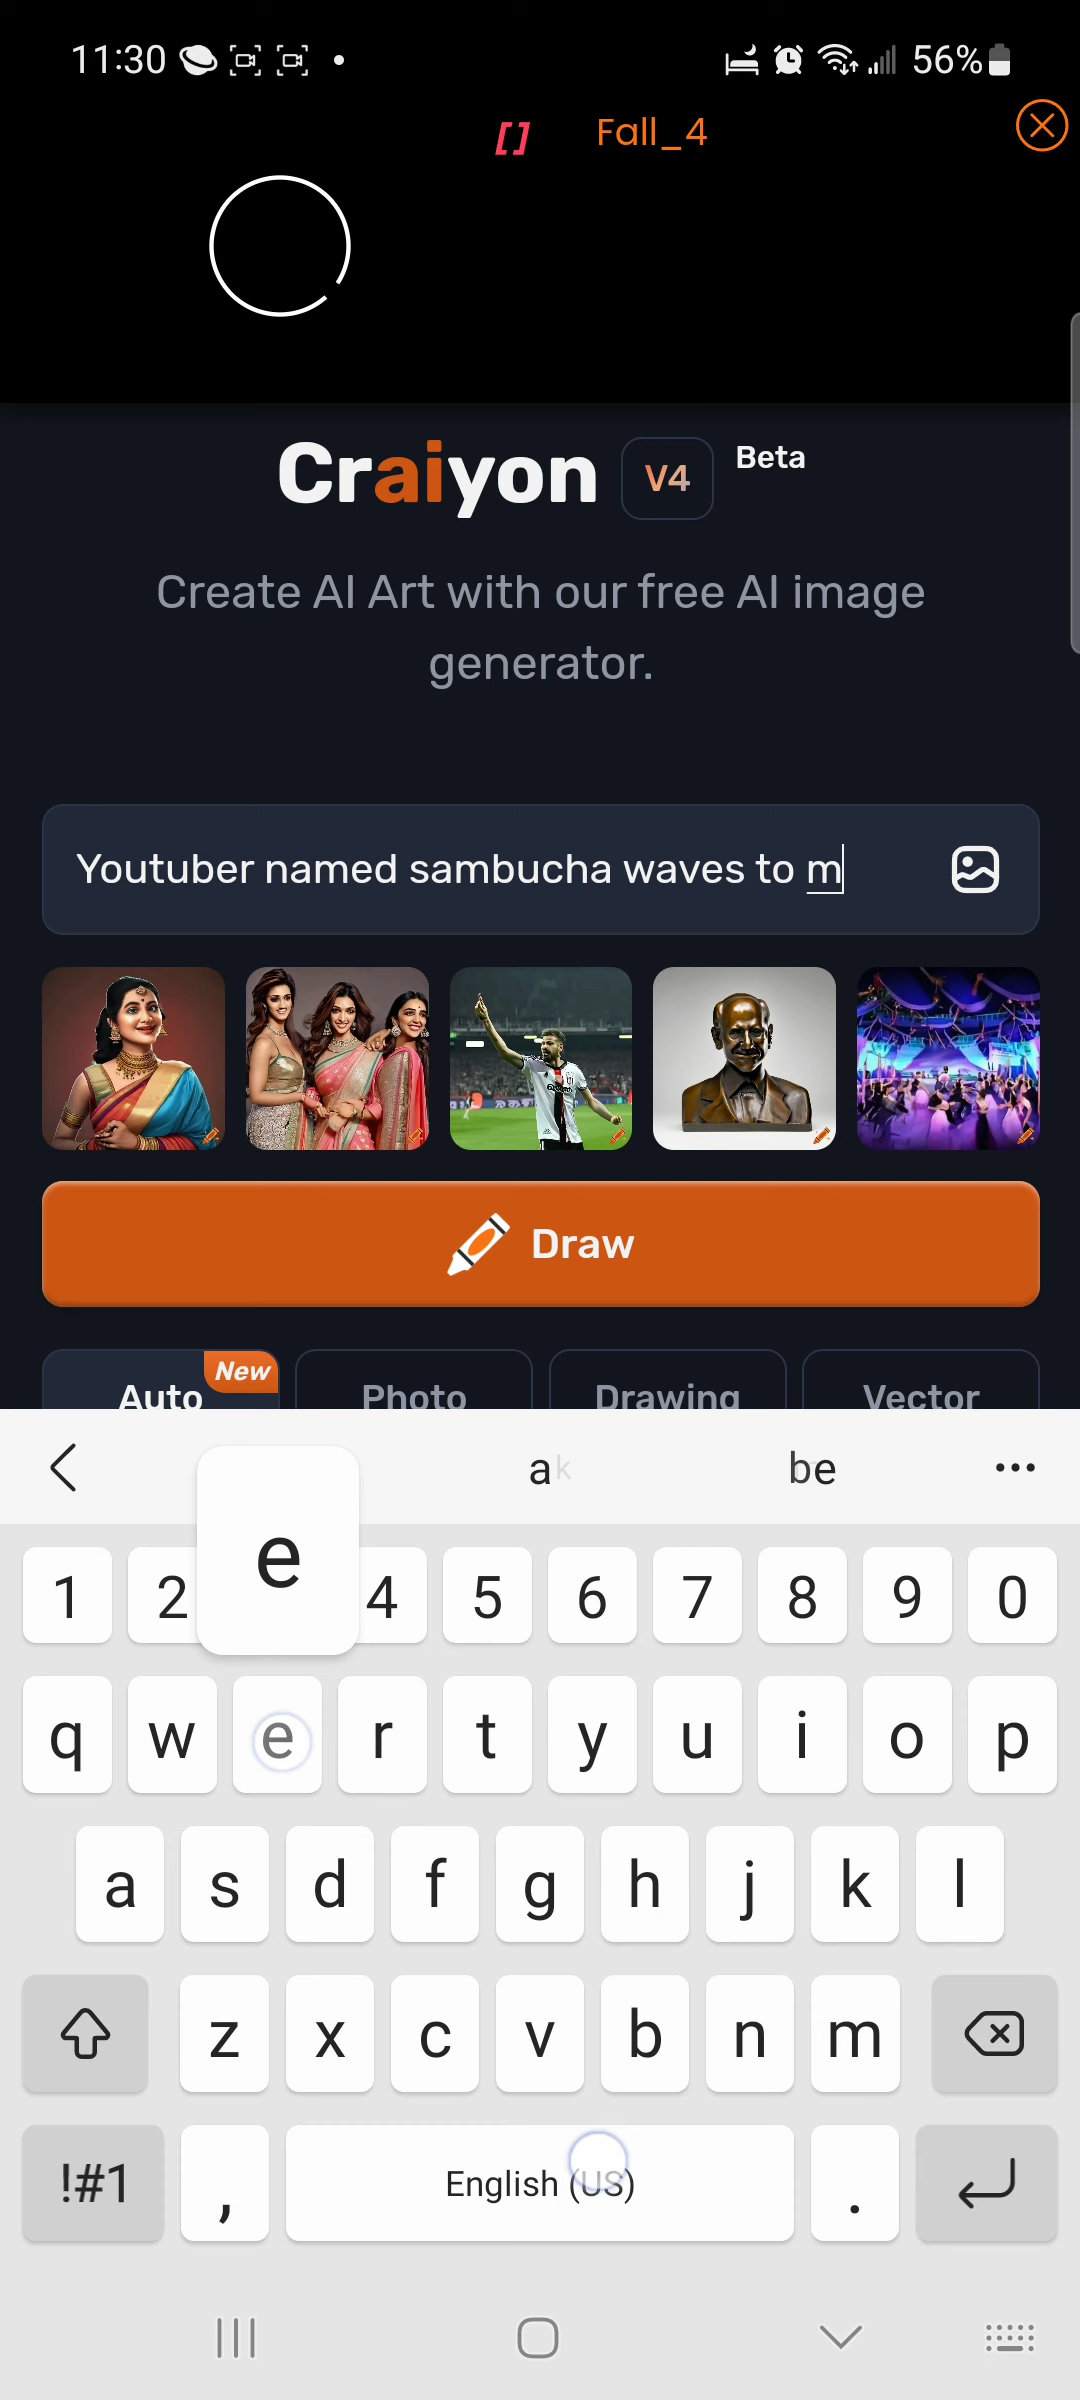 11:30 56%
[] Fall_4
Craiyon V4 Beta
Create AI Art with our free AI image
generator.
Youtuber named sambucha waves to m
Draw
New
Auto Photo Drawing Vector
ak be
e
1 2 4 5 6 7 8 9 0
q w e r t y u i o p
a s d f g h j k l
z x c v b n m
!#1 , English (US) .